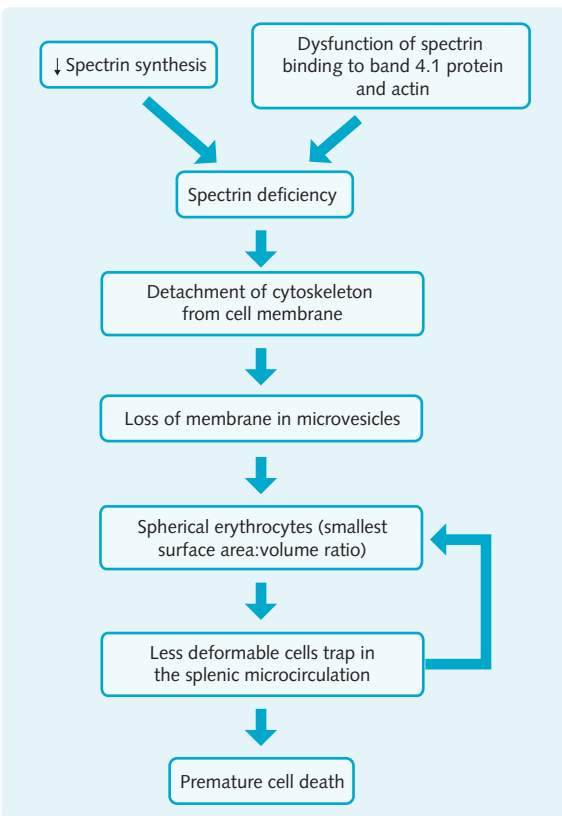 ↓ Spectrin synthesis
Dysfunction of spectrin
binding to band 4.1 protein
and actin
Spectrin deficiency
Detachment of cytoskeleton
from cell membrane
Loss of membrane in microvesicles
Spherical erythrocytes (smallest
surface area:volume ratio)
Less deformable cells trap in
the splenic microcirculation
Premature cell death